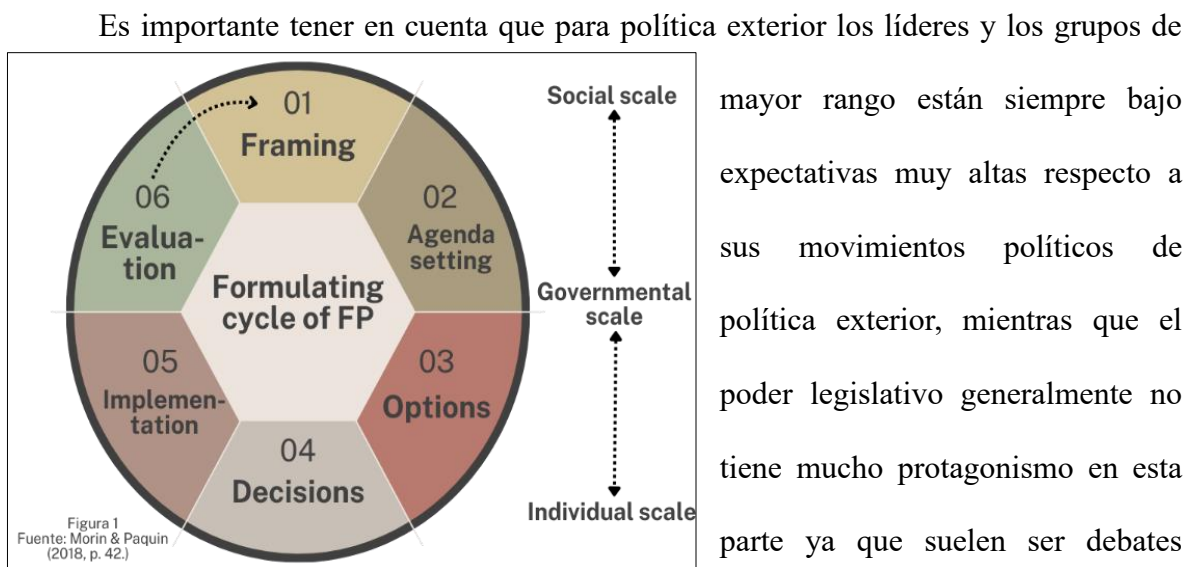 Es importante tener en cuenta que para política exterior los líderes y los grupos de
mayor rango están siempre bajo
expectativas muy altas respecto a
sus movimientos políticos de
política exterior, mientras que el
poder legislativo generalmente no
tiene mucho protagonismo en esta
parte ya que suelen ser debates
01
Framing
02
Agenda
setting
03
Options
04
Decisions
05
Implemen-
tation
06
Evalua-
tion
Formulating
cycle of FP
Social scale
Governmental
scale
Individual scale
Figura 1
Fuente: Morin & Paquin
(2018, p. 42.)